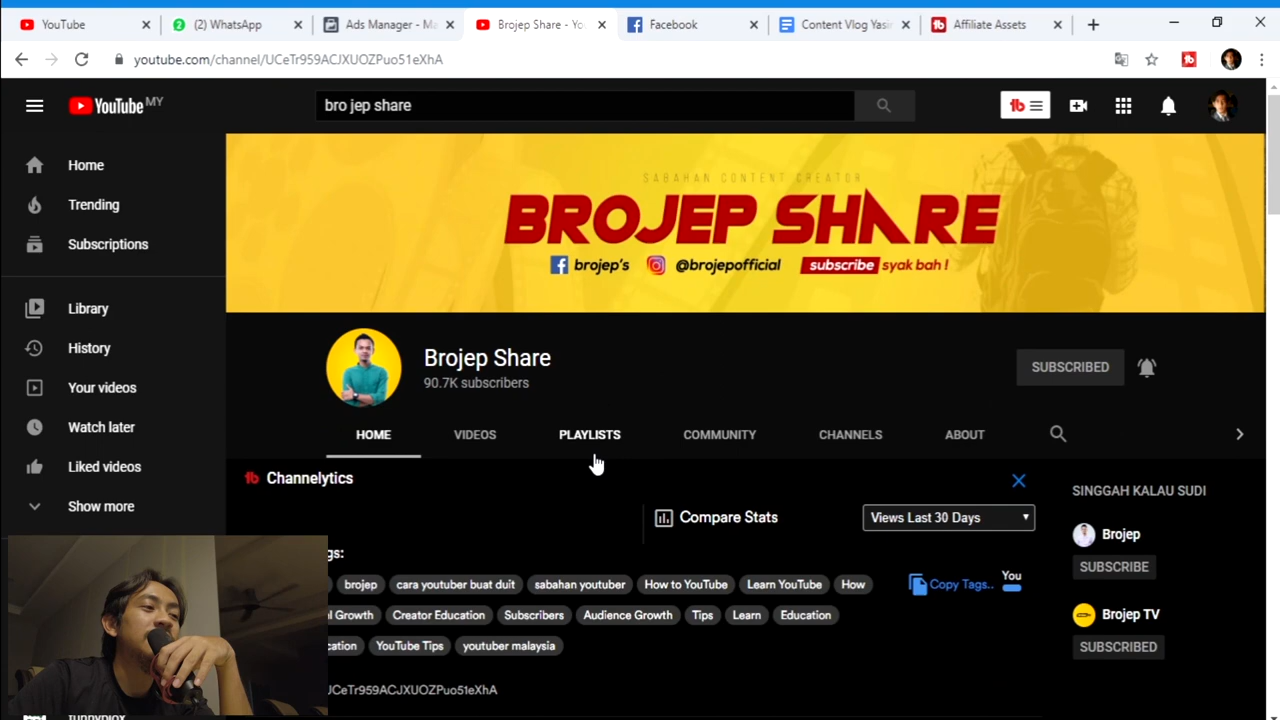 YouTube
(2) WhatsApp
Ads Manager - Ma
Brojep Share - Yo
Facebook
Content Vlog Yasin
Affiliate Assets
youtube.com/channel/UCeTr959ACJXUOZPuo51eXhA
YouTube MY
bro jep share
Home
Trending
Subscriptions
Library
History
Your videos
Watch later
Liked videos
Show more
SABAHAN CONTENT CREATOR
BROJEP SHARE
brojep's @brojepofficial subscribe syak bah !
Brojep Share
90.7K subscribers
SUBSCRIBED
HOME VIDEOS PLAYLISTS COMMUNITY CHANNELS ABOUT
Channelytics
Compare Stats
Views Last 30 Days
gs:
brojep cara youtuber buat duit sabahan youtuber How to YouTube Learn YouTube How
l Growth Creator Education Subscribers Audience Growth Tips Learn Education
cation YouTube Tips youtuber malaysia
Copy Tags..
You
UCeTr959ACJXUOZPuo51eXhA
SINGGAH KALAU SUDI
Brojep
SUBSCRIBE
Brojep TV
SUBSCRIBED